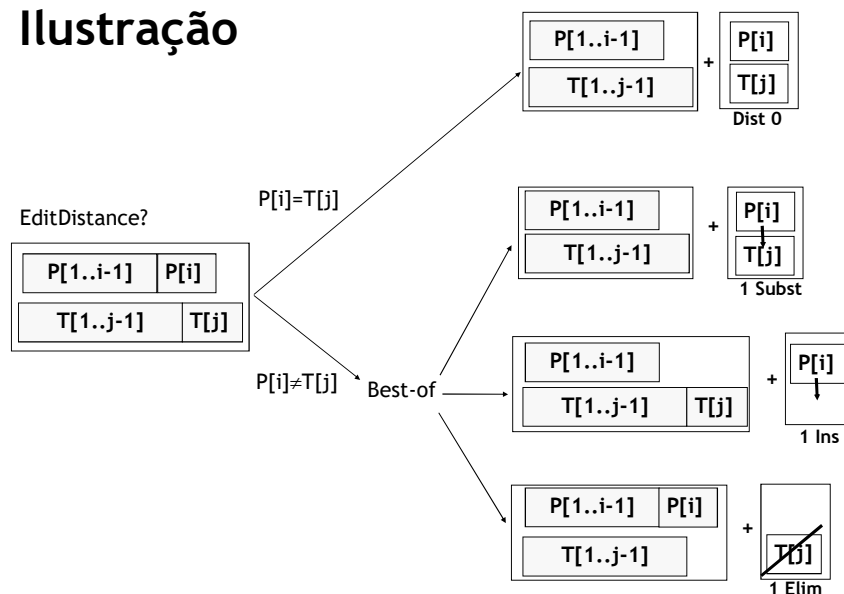 Ilustração
EditDistance?
P[1..i-1] P[i]
T[1..j-1] T[j]
P[i]=T[j]
P[i]≠T[j]
Best-of
P[1..i-1]
T[1..j-1]
+
P[i]
T[j]
Dist 0
P[1..i-1]
T[1..j-1]
+
P[i]
T[j]
1 Subst
P[1..i-1]
T[1..j-1] T[j]
+
P[i]
1 Ins
P[1..i-1] P[i]
T[1..j-1]
+
T[j]
1 Elim